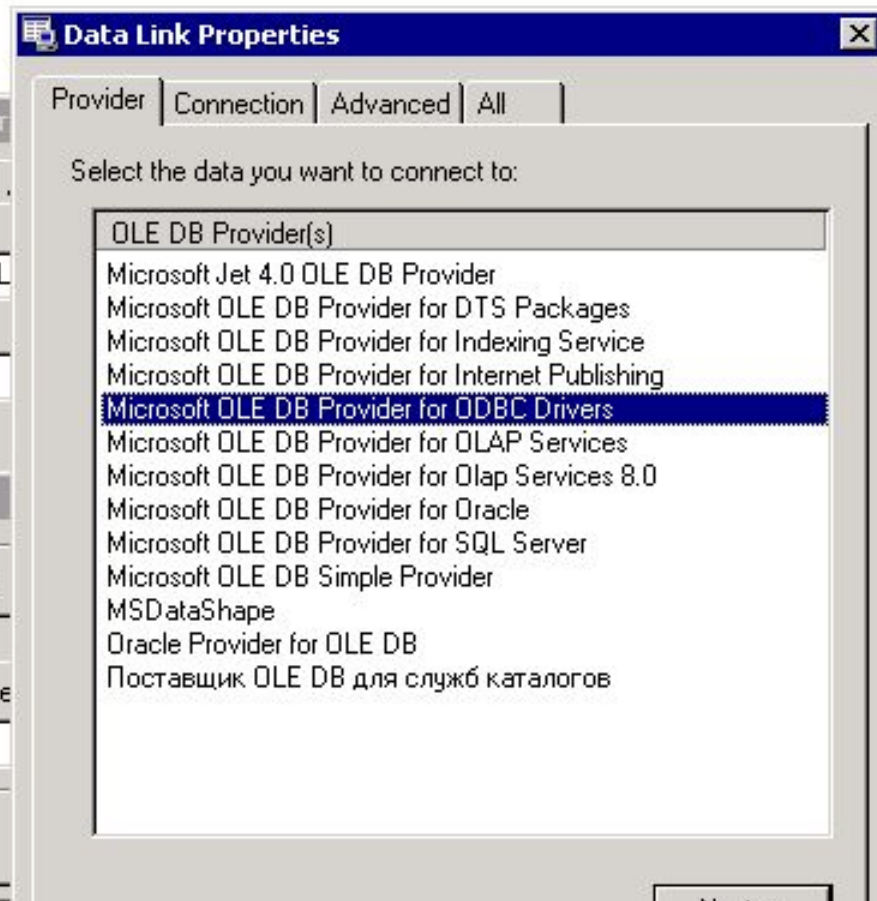 Data Link Properties
Provider Connection Advanced All
Select the data you want to connect to:
OLE DB Provider(s)
Microsoft Jet 4.0 OLE DB Provider
Microsoft OLE DB Provider for DTS Packages
Microsoft OLE DB Provider for Indexing Service
Microsoft OLE DB Provider for Internet Publishing
Microsoft OLE DB Provider for ODBC Drivers
Microsoft OLE DB Provider for OLAP Services
Microsoft OLE DB Provider for Olap Services 8.0
Microsoft OLE DB Provider for Oracle
Microsoft OLE DB Provider for SQL Server
Microsoft OLE DB Simple Provider
MSDataShape
Oracle Provider for OLE DB
Поставщик OLE DB для служб каталогов